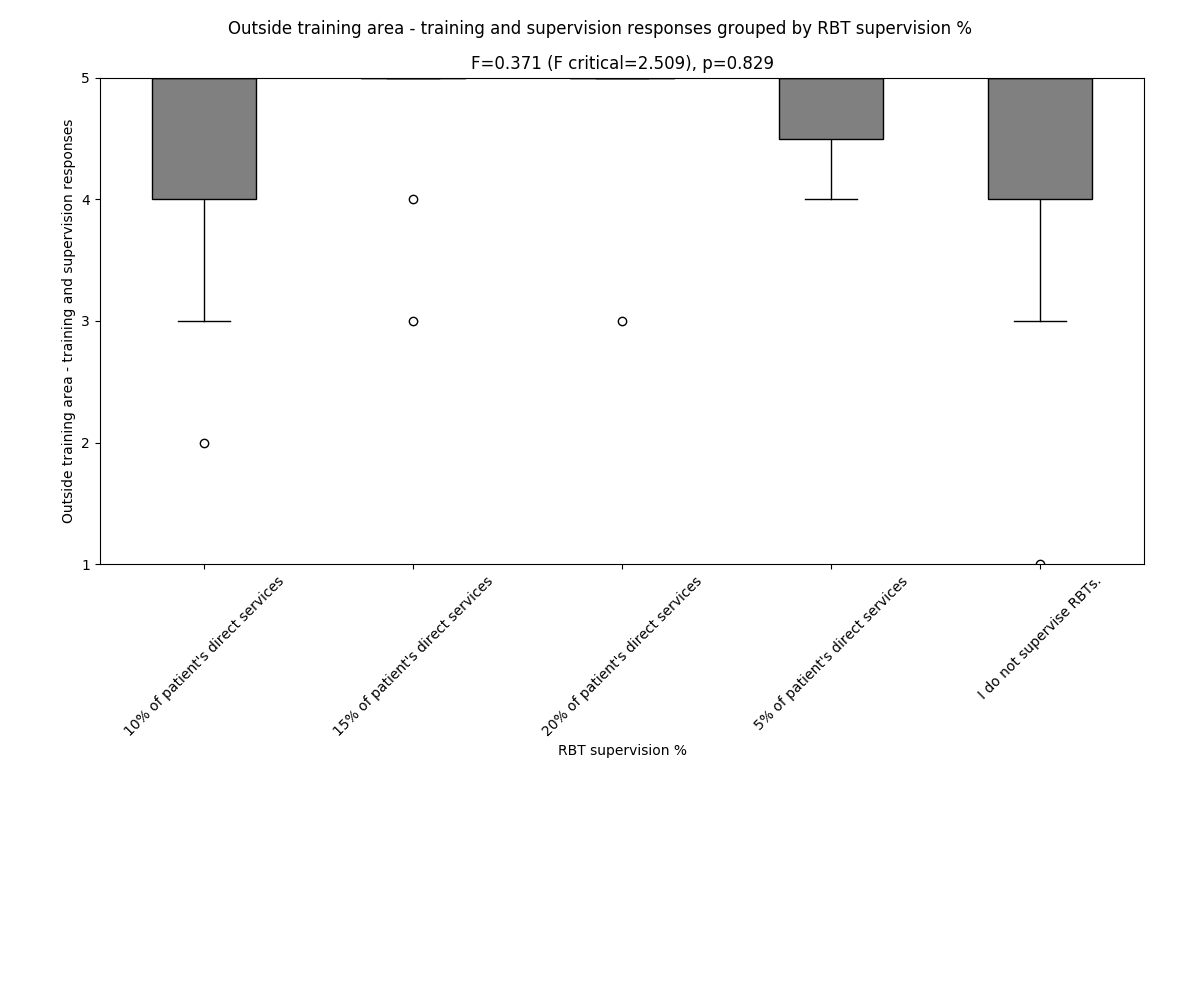 Outside training area - training and supervision responses grouped by RBT supervision %
F=0.371 (F critical=2.509), p=0.829
Outside training area - training and supervision responses
5
4
3
2
1
10% of patient's direct services
15% of patient's direct services
20% of patient's direct services
5% of patient's direct services
I do not supervise RBTs.
RBT supervision %